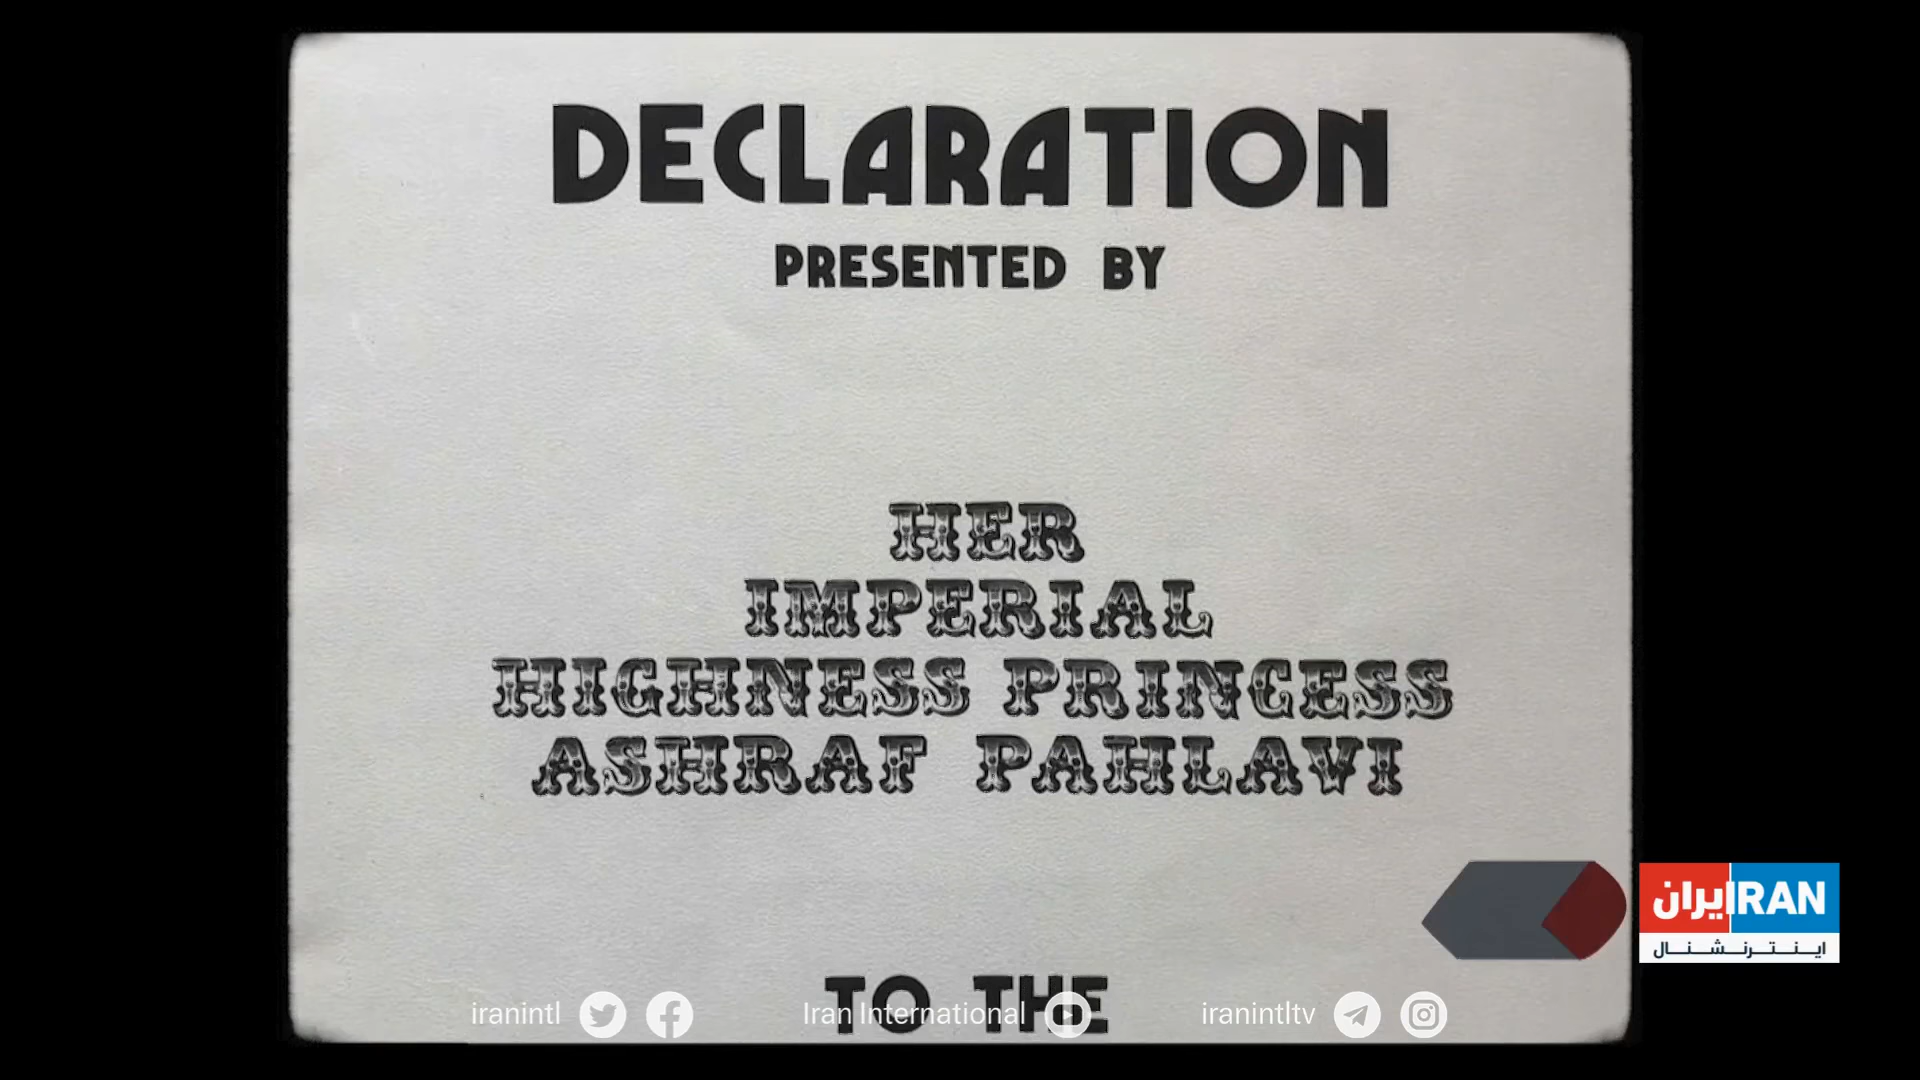 DECLARATION
PRESENTED BY
HER
IMPERIAL
HIGHNESS PRINCESS
ASHRAF PAHLAVI
TO THE
ایران IRAN
اینترنشنال
iranintl
Iran International
iranintltv